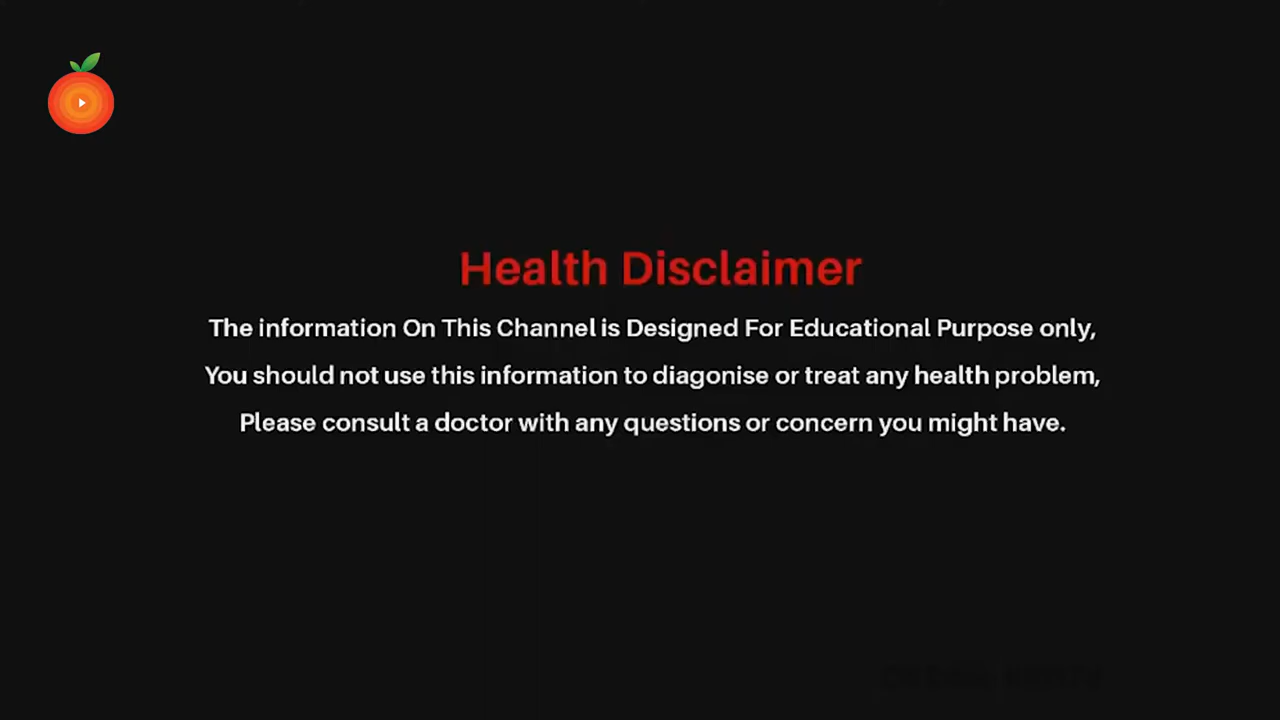 Health Disclaimer
The information On This Channel is Designed For Educational Purpose only,
You should not use this information to diagonise or treat any health problem,
Please consult a doctor with any questions or concern you might have.